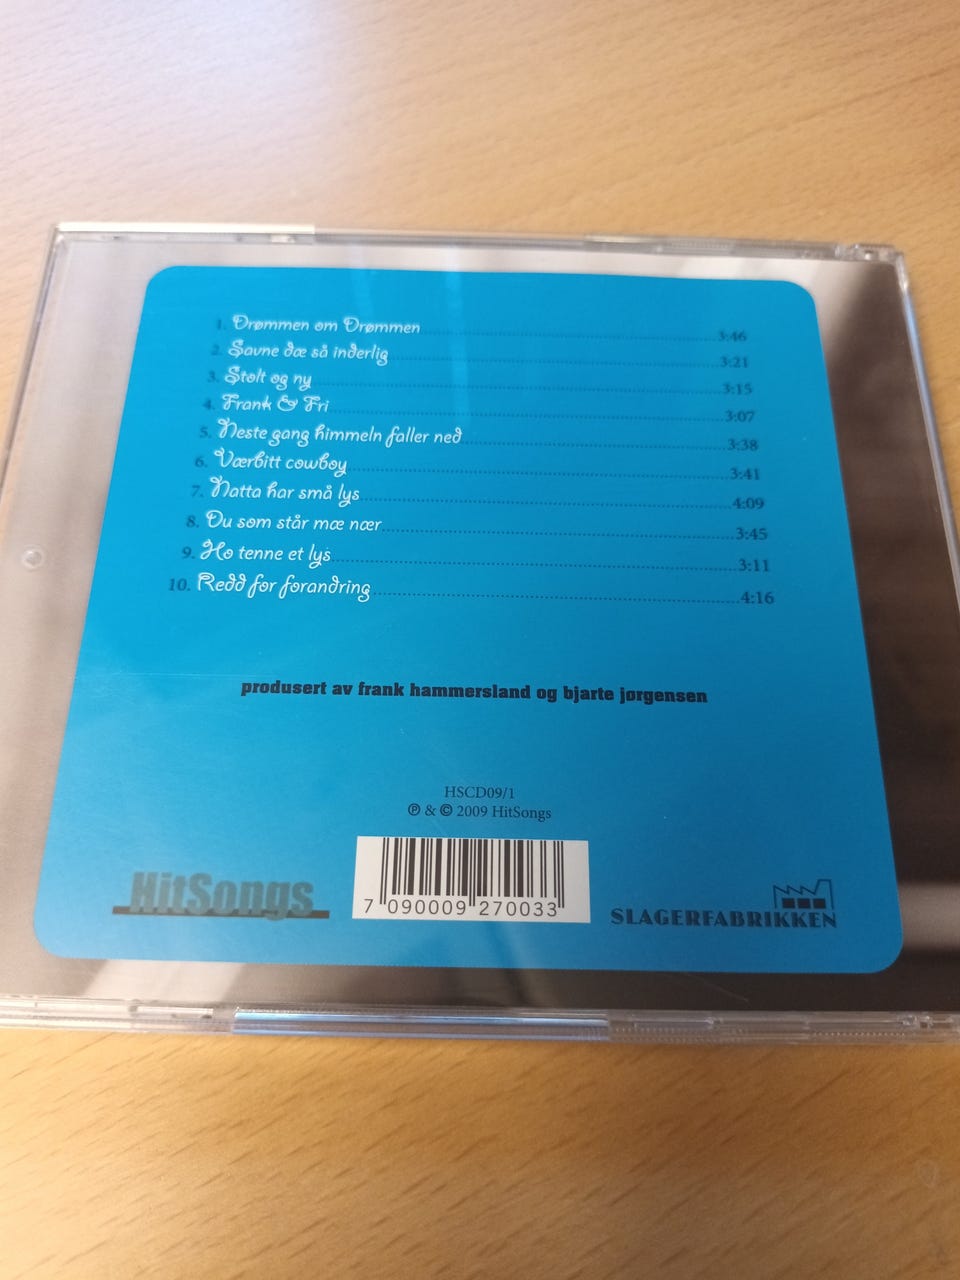 1. Drømmen om Drømmen 3:46
2. Savne dæ så inderlig 3:21
3. Stolt og ny 3:15
4. Frank & Fri 3:07
5. Neste gang himmeln faller ned 3:38
6. Værbitt cowboy 3:41
7. Natta har små lys 4:09
8. Du som står mæ nær 3:45
9. Ho tenne et lys 3:11
10. Redd for forandring 4:16
produsert av frank hammersland og bjarte jørgensen
HSCD09/1
℗ & © 2009 HitSongs
HitSongs
7 090009 270033
SLAGERFABRIKKEN